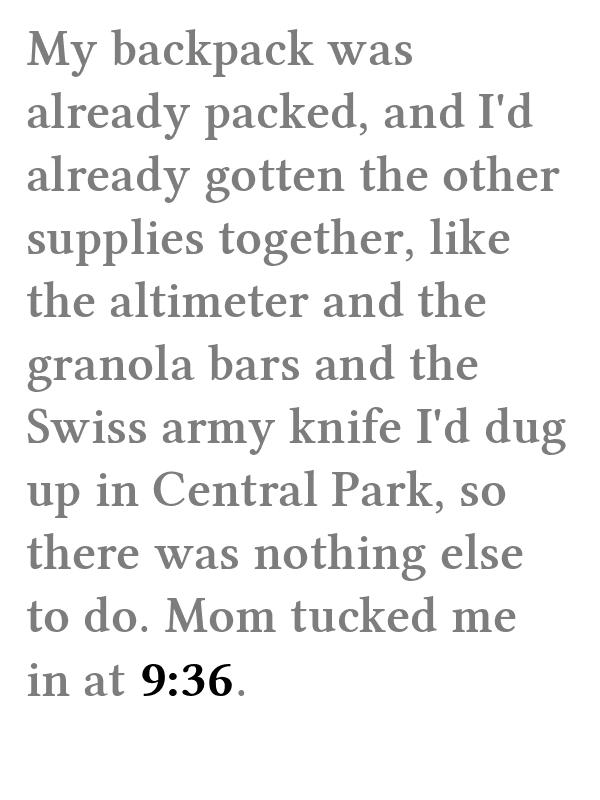 My backpack was
already packed, and I'd
already gotten the other
supplies together, like
the altimeter and the
granola bars and the
Swiss army knife I'd dug
up in Central Park, so
there was nothing else
to do. Mom tucked me
in at 9:36.